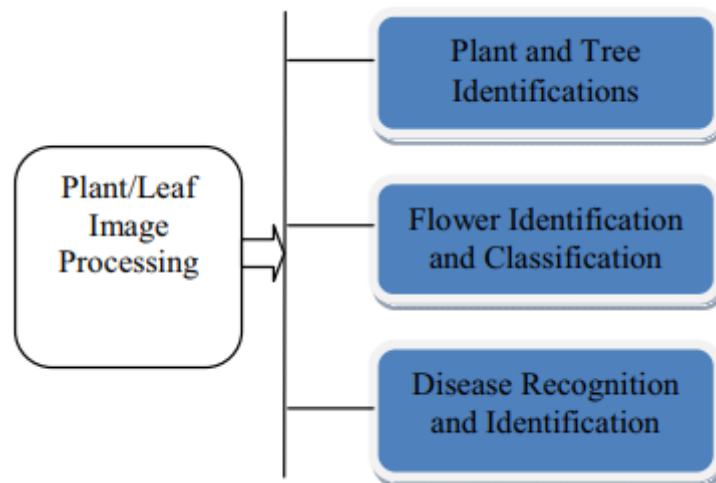 Plant/Leaf
Image
Processing
Plant and Tree
Identifications
Flower Identification
and Classification
Disease Recognition
and Identification